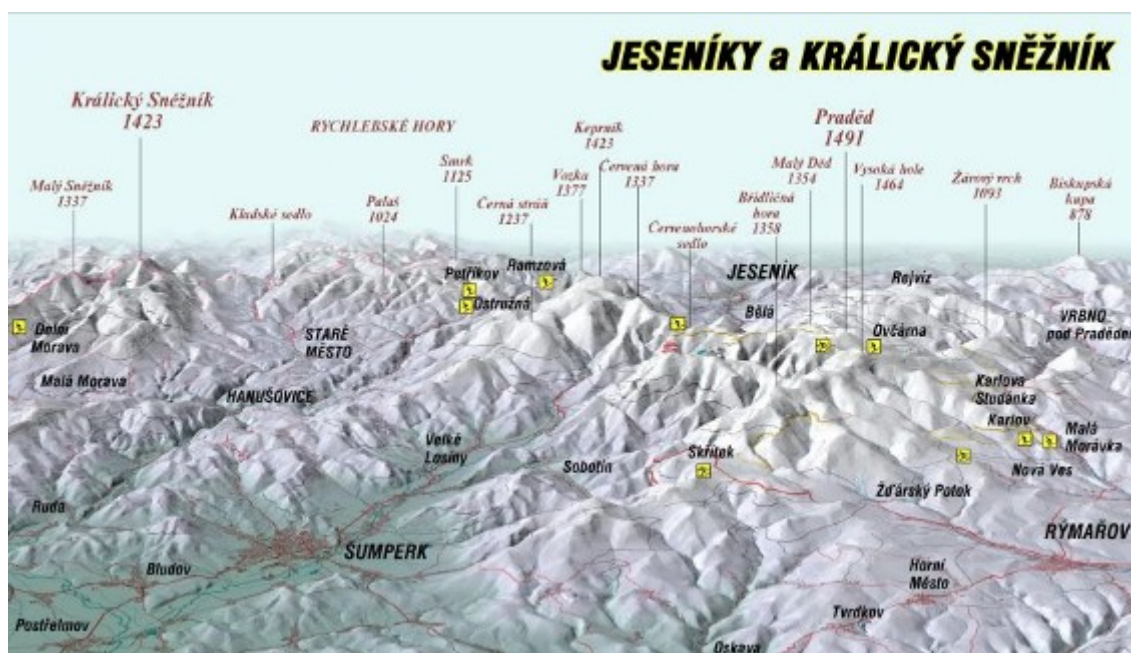 JESENÍKY a KRÁLICKÝ SNĚŽNÍK
Králický Sněžník
1423
RYCHLEBSKÉ HORY
Keprník
1423
Praděd
1491
Malý Sněžník
1337
Kladské sedlo
Palaš
1024
Smrk
1125
Černá stráň
1237
Vozka
1377
Červená hora
1337
Červenohorské
sedlo
Malý Děd
1354
Břidličná
hora
1358
Vysoká hole
1464
Žárový vrch
1093
Biskupská
kupa
878
Petříkov
Ramzová
Ostružná
JESENÍK
Rejvíz
Bělá
Dolní
Morava
STARÉ
MĚSTO
Ovčárna
VRBNO
pod Pradědem
Malá Morava
HANUŠOVICE
Karlova
Studánka
Velké
Losiny
Karlov
Malá
Morávka
Skřítek
Sobotín
Nová Ves
Ruda
Žďárský Potok
ŠUMPERK
RÝMAŘOV
Bludov
Horní
Město
Postřelmov
Tvrdkov
Oskava